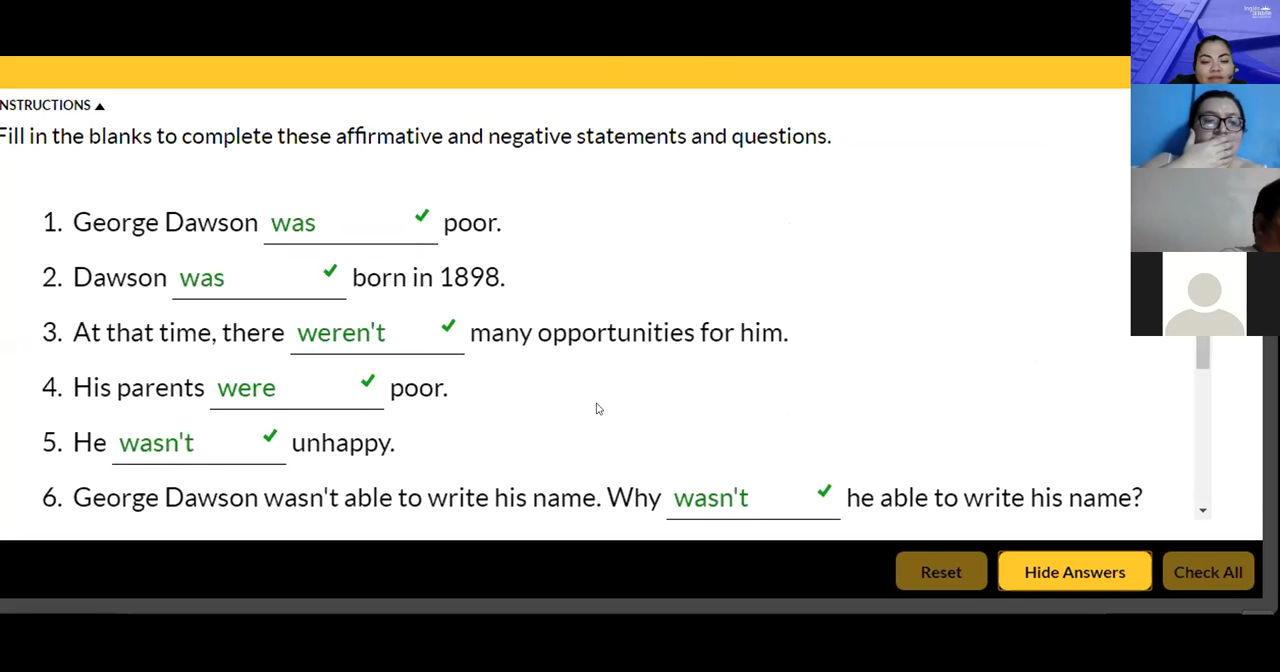 NSTRUCTIONS ▲
Fill in the blanks to complete these affirmative and negative statements and questions.
1. George Dawson was poor.
2. Dawson was born in 1898.
3. At that time, there weren't many opportunities for him.
4. His parents were poor.
5. He wasn't unhappy.
6. George Dawson wasn't able to write his name. Why wasn't he able to write his name?
Reset Hide Answers Check All